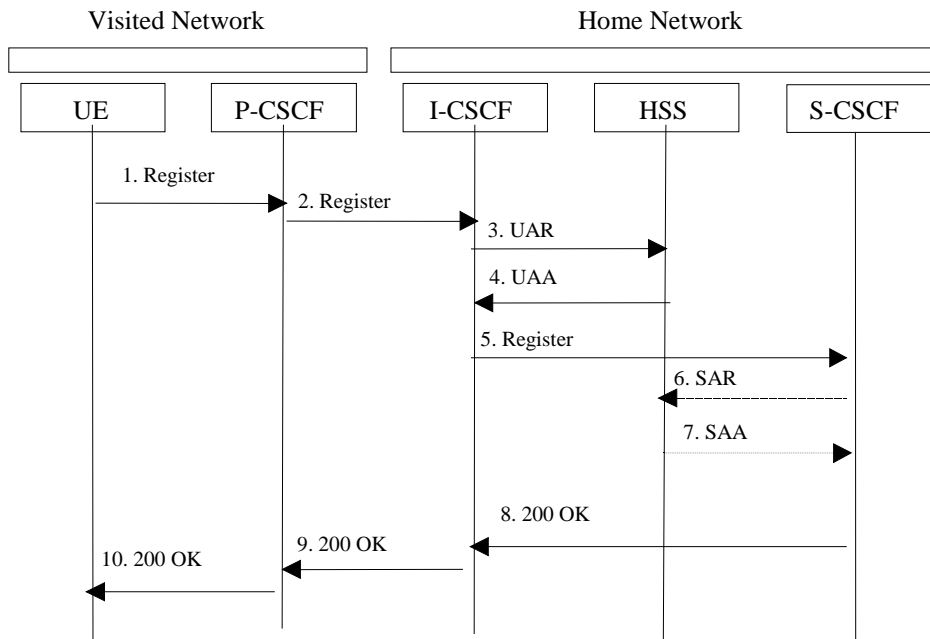 Visited Network
Home Network
UE
P-CSCF
I-CSCF
HSS
S-CSCF
1. Register
2. Register
3. UAR
4. UAA
5. Register
6. SAR
7. SAA
8. 200 OK
9. 200 OK
10. 200 OK